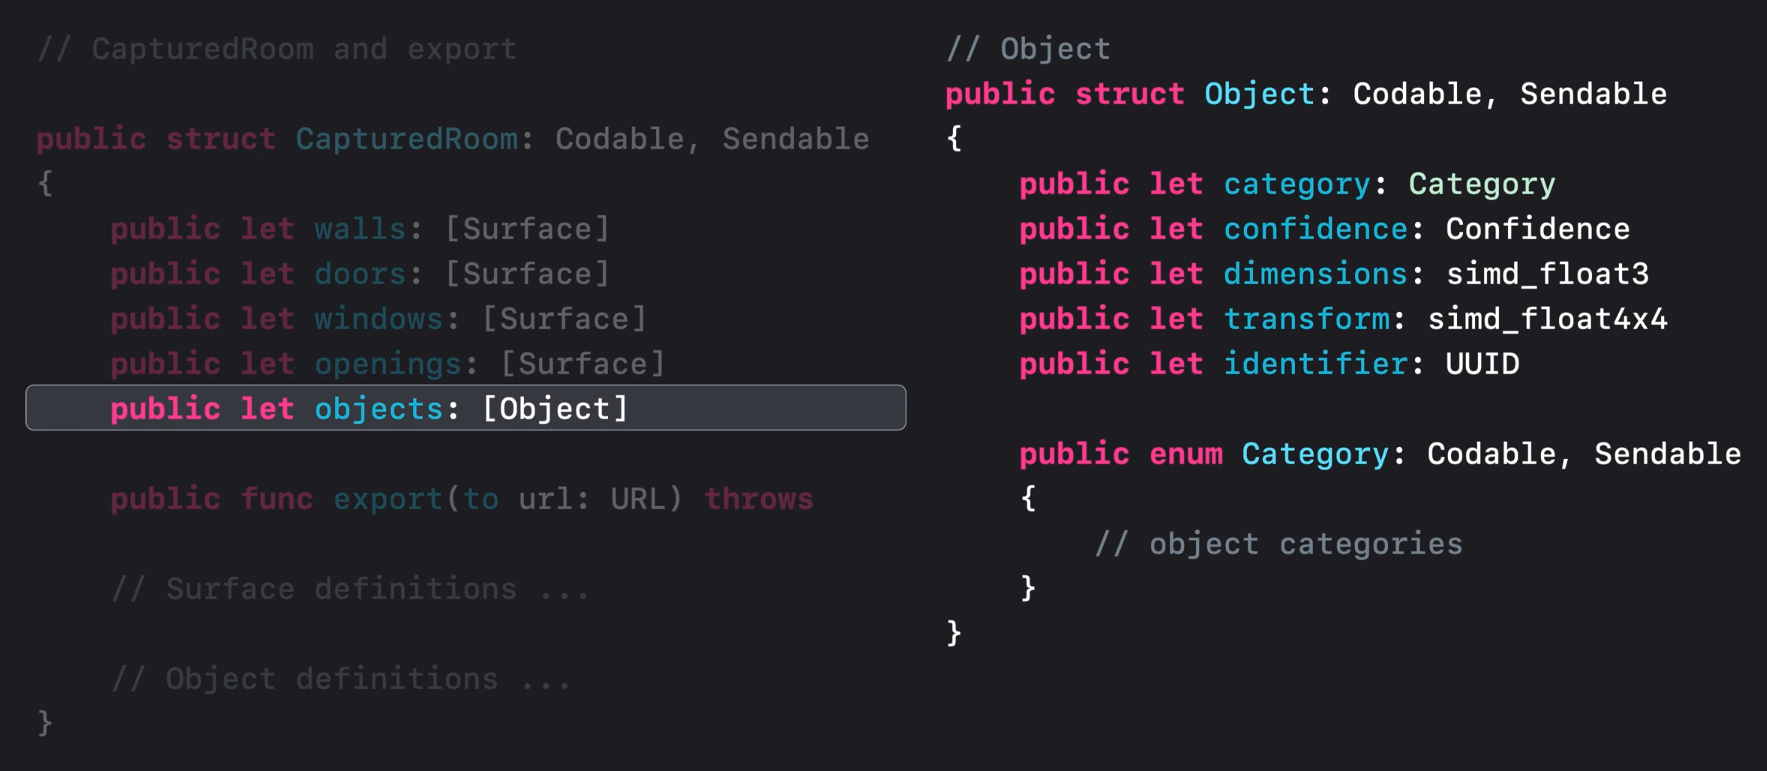 // CapturedRoom and export
public struct CapturedRoom: Codable, Sendable
{
    public let walls: [Surface]
    public let doors: [Surface]
    public let windows: [Surface]
    public let openings: [Surface]
    public let objects: [Object]
    public func export(to url: URL) throws
    // Surface definitions ...
    // Object definitions ...
}
// Object
public struct Object: Codable, Sendable
{
    public let category: Category
    public let confidence: Confidence
    public let dimensions: simd_float3
    public let transform: simd_float4x4
    public let identifier: UUID
    public enum Category: Codable, Sendable
    {
        // object categories
    }
}